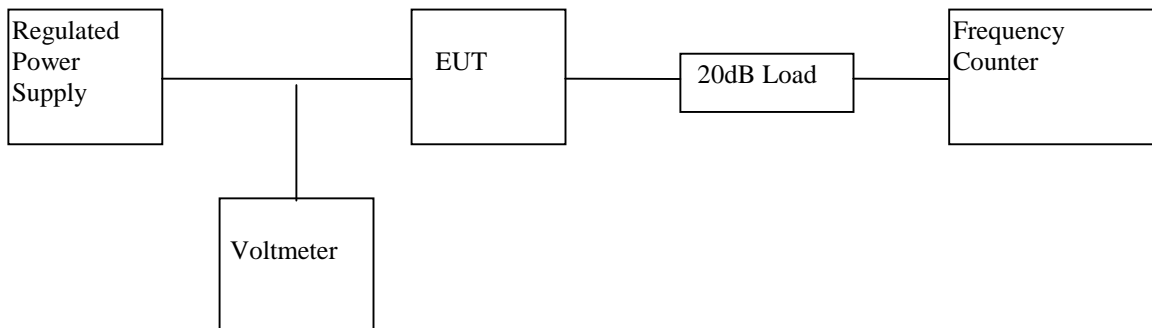 Regulated
Power
Supply
EUT
20dB Load
Frequency
Counter
Voltmeter